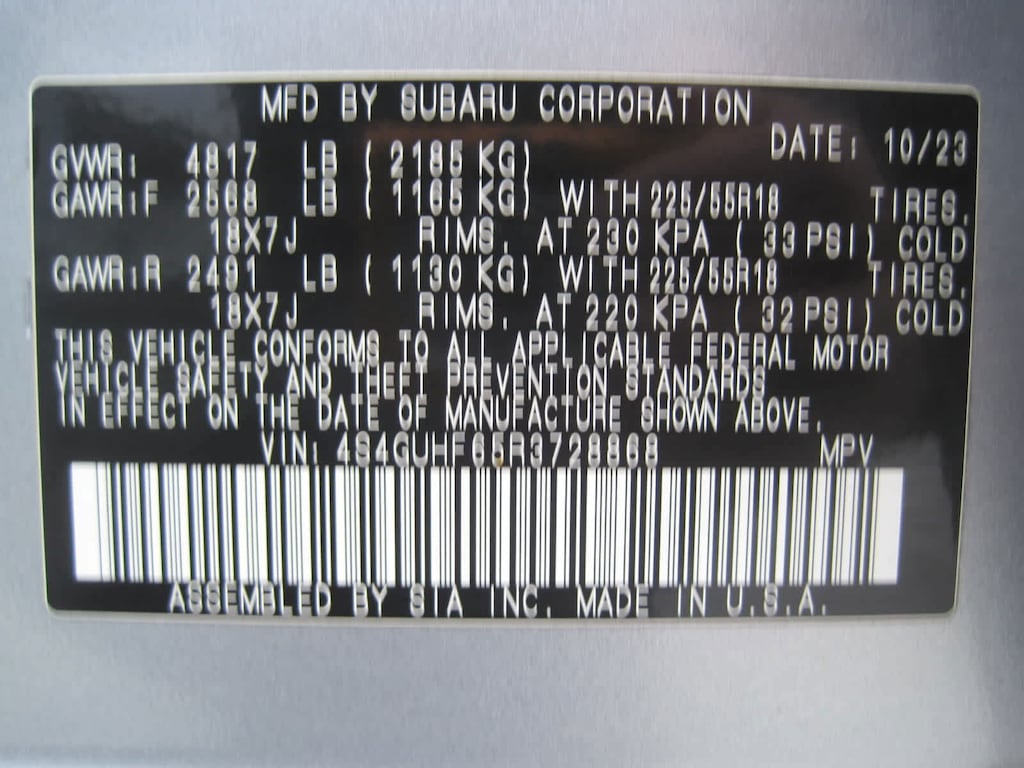 MFD BY SUBARU CORPORATION
DATE: 10/23
GVWR: 4817 LB ( 2185 KG)
GAWR:F 2568 LB ( 1165 KG) WITH 225/55R18 TIRES,
18X7J RIMS, AT 230 KPA ( 33 PSI) COLD
GAWR:R 2491 LB ( 1130 KG) WITH 225/55R18 TIRES,
18X7J RIMS, AT 220 KPA ( 32 PSI) COLD
THIS VEHICLE CONFORMS TO ALL APPLICABLE FEDERAL MOTOR
VEHICLE SAFETY AND THEFT PREVENTION STANDARDS
IN EFFECT ON THE DATE OF MANUFACTURE SHOWN ABOVE.
VIN: 4S4GUHF65R3728868 MPV
ASSEMBLED BY SIA INC. MADE IN U.S.A.